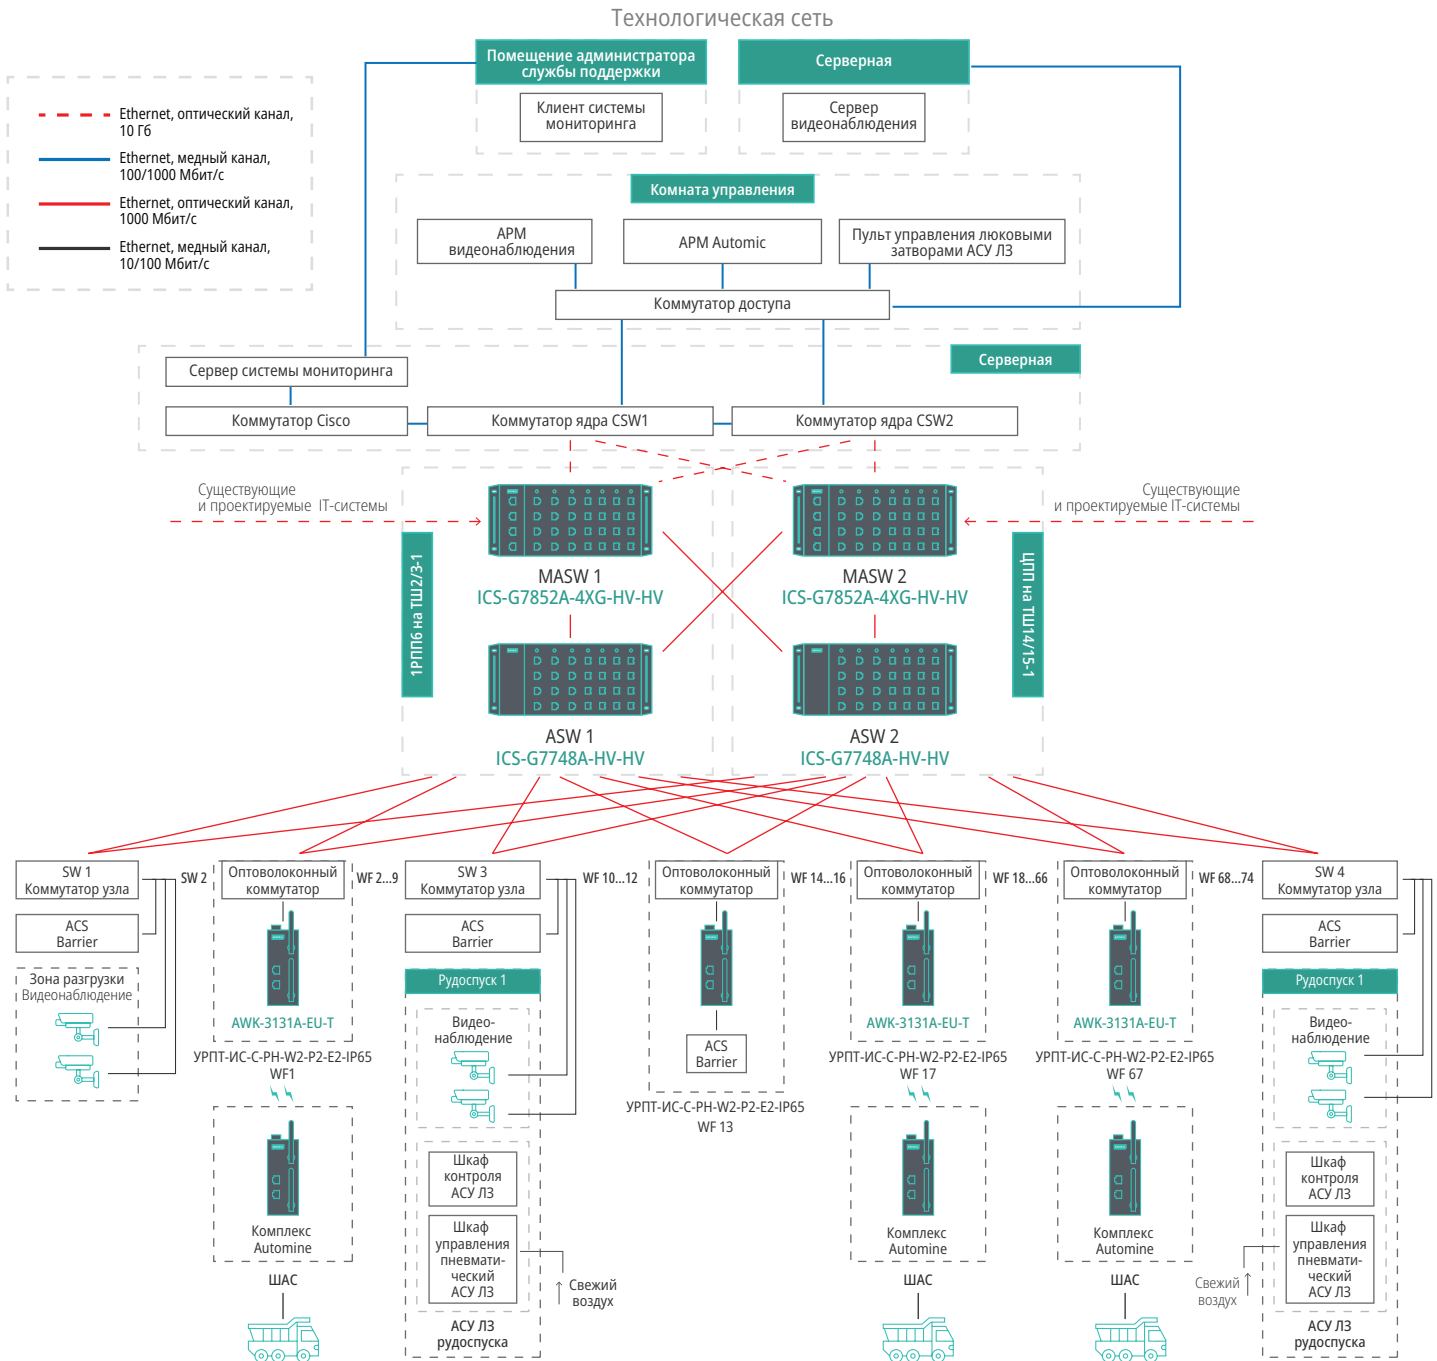 Технологическая сеть
Помещение администратора
службы поддержки
Серверная
Клиент системы
мониторинга
Сервер
видеонаблюдения
Ethernet, оптический канал,
10 Гб
Ethernet, медный канал,
100/1000 Мбит/с
Ethernet, оптический канал,
1000 Мбит/с
Ethernet, медный канал,
10/100 Мбит/с
Комната управления
АРМ
видеонаблюдения
АРМ Automic
Пульт управления люковыми
затворами АСУ ЛЗ
Коммутатор доступа
Серверная
Сервер системы мониторинга
Коммутатор Cisco
Коммутатор ядра CSW1
Коммутатор ядра CSW2
Существующие
и проектируемые IT-системы
Существующие
и проектируемые IT-системы
1РПП6 на ТШ2/3-1
ЦПП на ТШ14/15-1
MASW 1
ICS-G7852A-4XG-HV-HV
MASW 2
ICS-G7852A-4XG-HV-HV
ASW 1
ICS-G7748A-HV-HV
ASW 2
ICS-G7748A-HV-HV
SW 1
Коммутатор узла
SW 2
Оптоволоконный
коммутатор
WF 2...9
SW 3
Коммутатор узла
WF 10...12
Оптоволоконный
коммутатор
WF 14...16
Оптоволоконный
коммутатор
WF 18...66
Оптоволоконный
коммутатор
WF 68...74
SW 4
Коммутатор узла
ACS
Barrier
ACS
Barrier
ACS
Barrier
Зона разгрузки
Видеонаблюдение
AWK-3131A-EU-T
УРПТ-ИС-С-РН-W2-P2-E2-IP65
WF1
Комплекс
Automine
ШАС
Рудоспуск 1
Видео-
наблюдение
Шкаф
контроля
АСУ ЛЗ
Шкаф
управления
пневмати-
ческий
АСУ ЛЗ
Свежий
воздух
АСУ ЛЗ
рудоспуска
ACS
Barrier
УРПТ-ИС-С-РН-W2-P2-E2-IP65
WF 13
AWK-3131A-EU-T
УРПТ-ИС-С-РН-W2-P2-E2-IP65
WF 17
Комплекс
Automine
ШАС
AWK-3131A-EU-T
УРПТ-ИС-С-РН-W2-P2-E2-IP65
WF 67
Комплекс
Automine
ШАС
Рудоспуск 1
Видео-
наблюдение
Шкаф
контроля
АСУ ЛЗ
Шкаф
управления
пневмати-
ческий
АСУ ЛЗ
Свежий
воздух
АСУ ЛЗ
рудоспуска